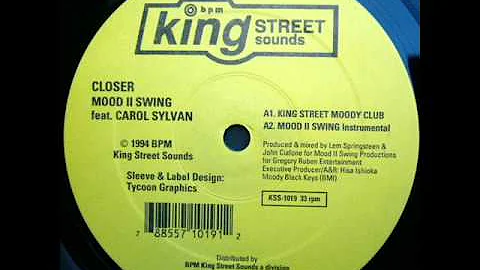 bpm
king STREET
sounds
CLOSER
MOOD II SWING
feat. CAROL SYLVAN
A1. KING STREET MOODY CLUB
A2. MOOD II SWING Instrumental
© 1994 BPM
King Street Sounds
Produced & mixed by Lem Springsteen &
John Ciafone for Mood II Swing Productions
for Gregory Ruben Entertainment
Executive Producer/A&R: Hisa Ishioka
Moody Black Keys (BMI)
Sleeve & Label Design:
Tycoon Graphics
KSS-1019 33 rpm
7 88557 10191 2
Distributed by
BPM King Street Sounds a division